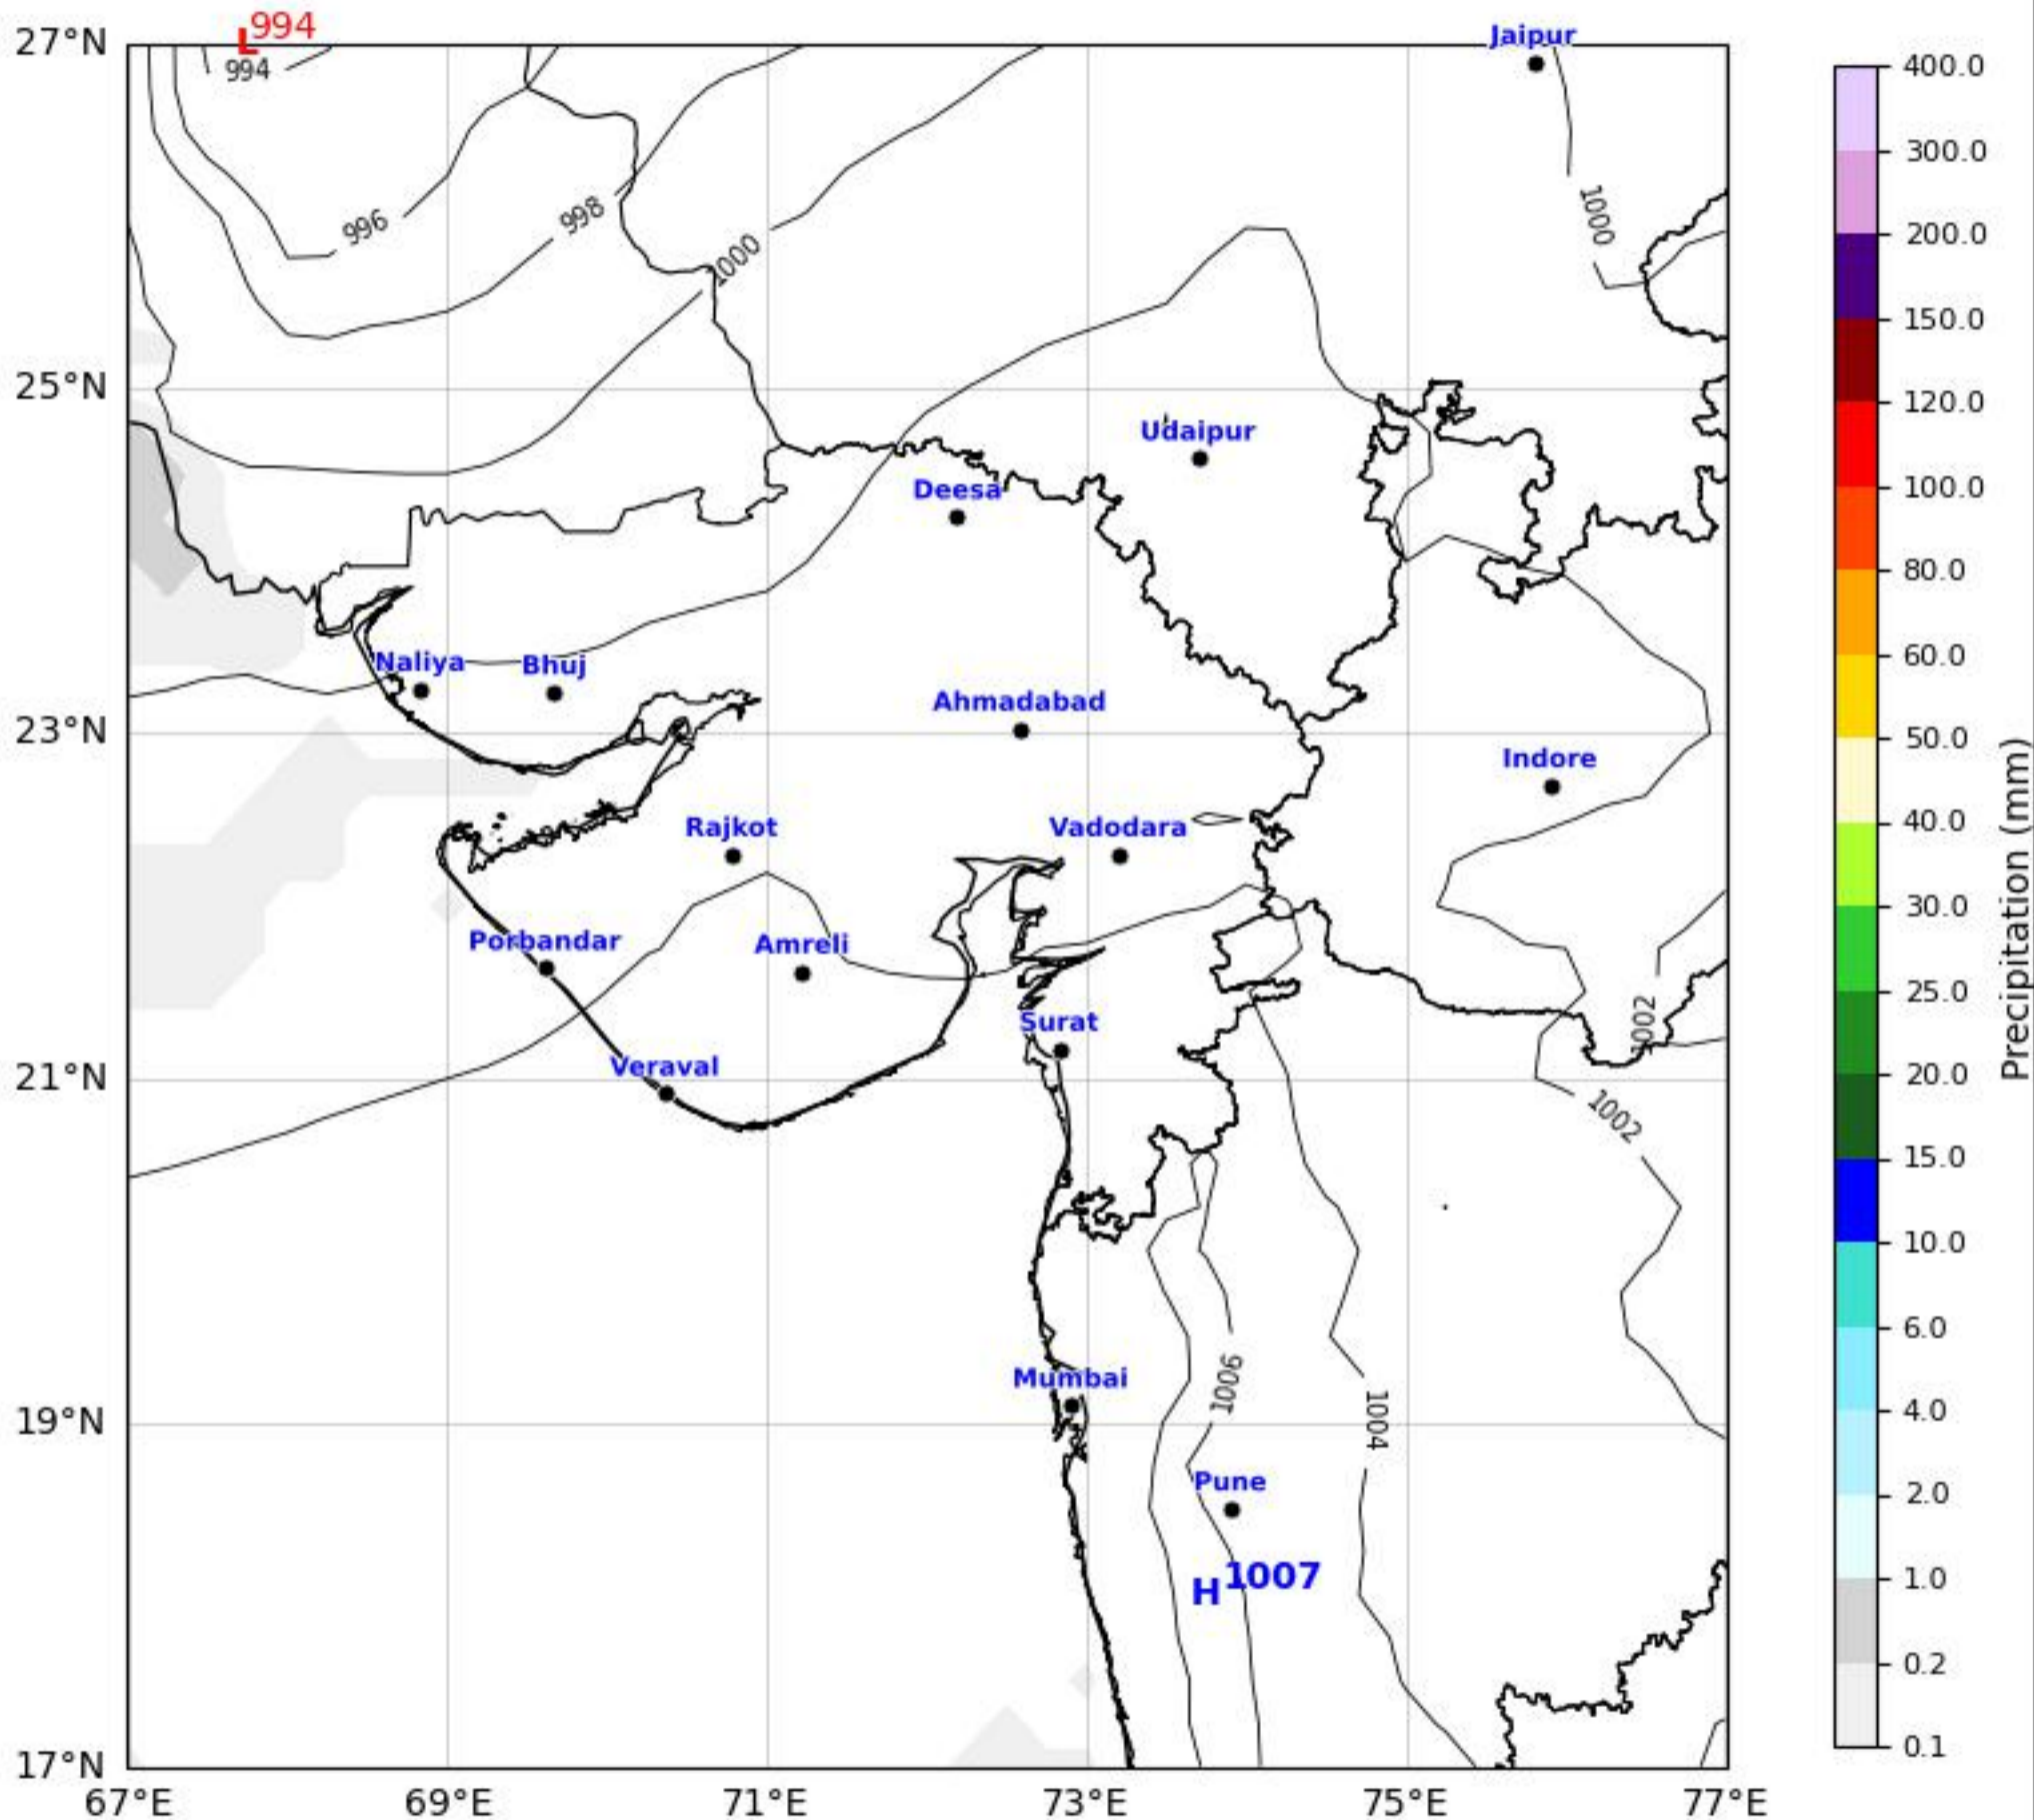 L994
27°N
Jaipur
400.0
994
300.0
1000
996
998
200.0
1000
150.0
25°N
120.0
Udaipur
Deesa
100.0
80.0
Naliya
Bhuj
60.0
Ahmadabad
23°N
50.0
Indore
Rajkot
Vadodara
40.0
30.0
Porbandar
Amreli
25.0
Surat
1002
Precipitation (mm)
Veraval
21°N
20.0
1002
15.0
10.0
6.0
Mumbai
1006
1004
4.0
19°N
Pune
2.0
H1007
1.0
0.2
17°N
0.1
67°E
69°E
71°E
73°E
75°E
77°E